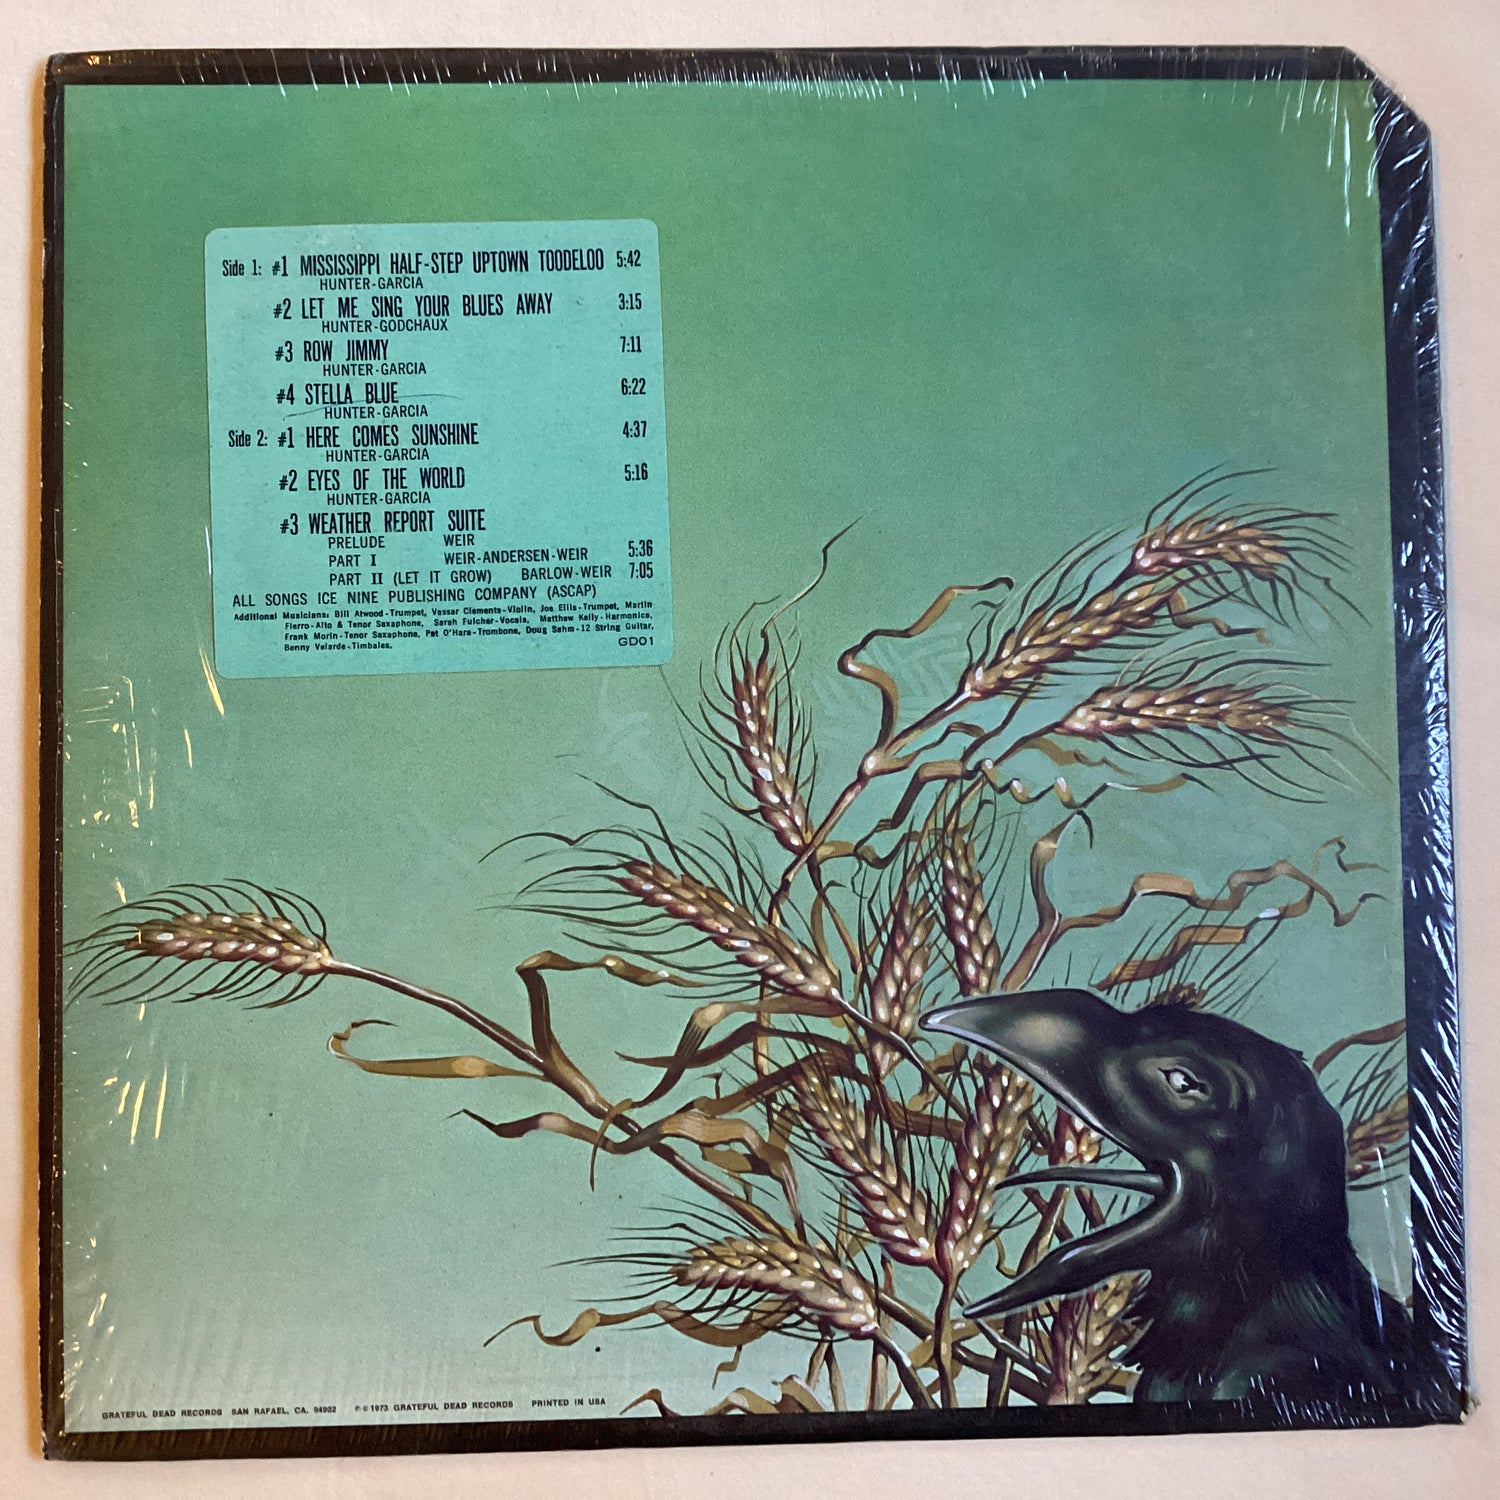 Side 1: #1 MISSISSIPPI HALF-STEP UPTOWN TOODELOO 5:42
HUNTER-GARCIA
#2 LET ME SING YOUR BLUES AWAY 3:15
HUNTER-GODCHAUX
#3 ROW JIMMY 7:11
HUNTER-GARCIA
#4 STELLA BLUE 6:22
HUNTER-GARCIA
Side 2: #1 HERE COMES SUNSHINE 4:37
HUNTER-GARCIA
#2 EYES OF THE WORLD 5:16
HUNTER-GARCIA
#3 WEATHER REPORT SUITE
PRELUDE WEIR
PART I WEIR-ANDERSEN-WEIR 5:36
PART II (LET IT GROW) BARLOW-WEIR 7:05
ALL SONGS ICE NINE PUBLISHING COMPANY (ASCAP)
Additional Musicians: Bill Atwood-Trumpet, Vassar Clements-Violin, Joe Ellis-Trumpet, Martin
Fierro-Alto & Tenor Saxaphone, Sarah Fulcher-Vocals, Matthew Kelly-Harmonica,
Frank Morin-Tenor Saxaphone, Pat O'Hara-Trombone, Doug Sahm-12 String Guitar,
Benny Velarde-Timbales.
GD01
GRATEFUL DEAD RECORDS SAN RAFAEL, CA. 94902 ℗ © 1973 GRATEFUL DEAD RECORDS PRINTED IN USA